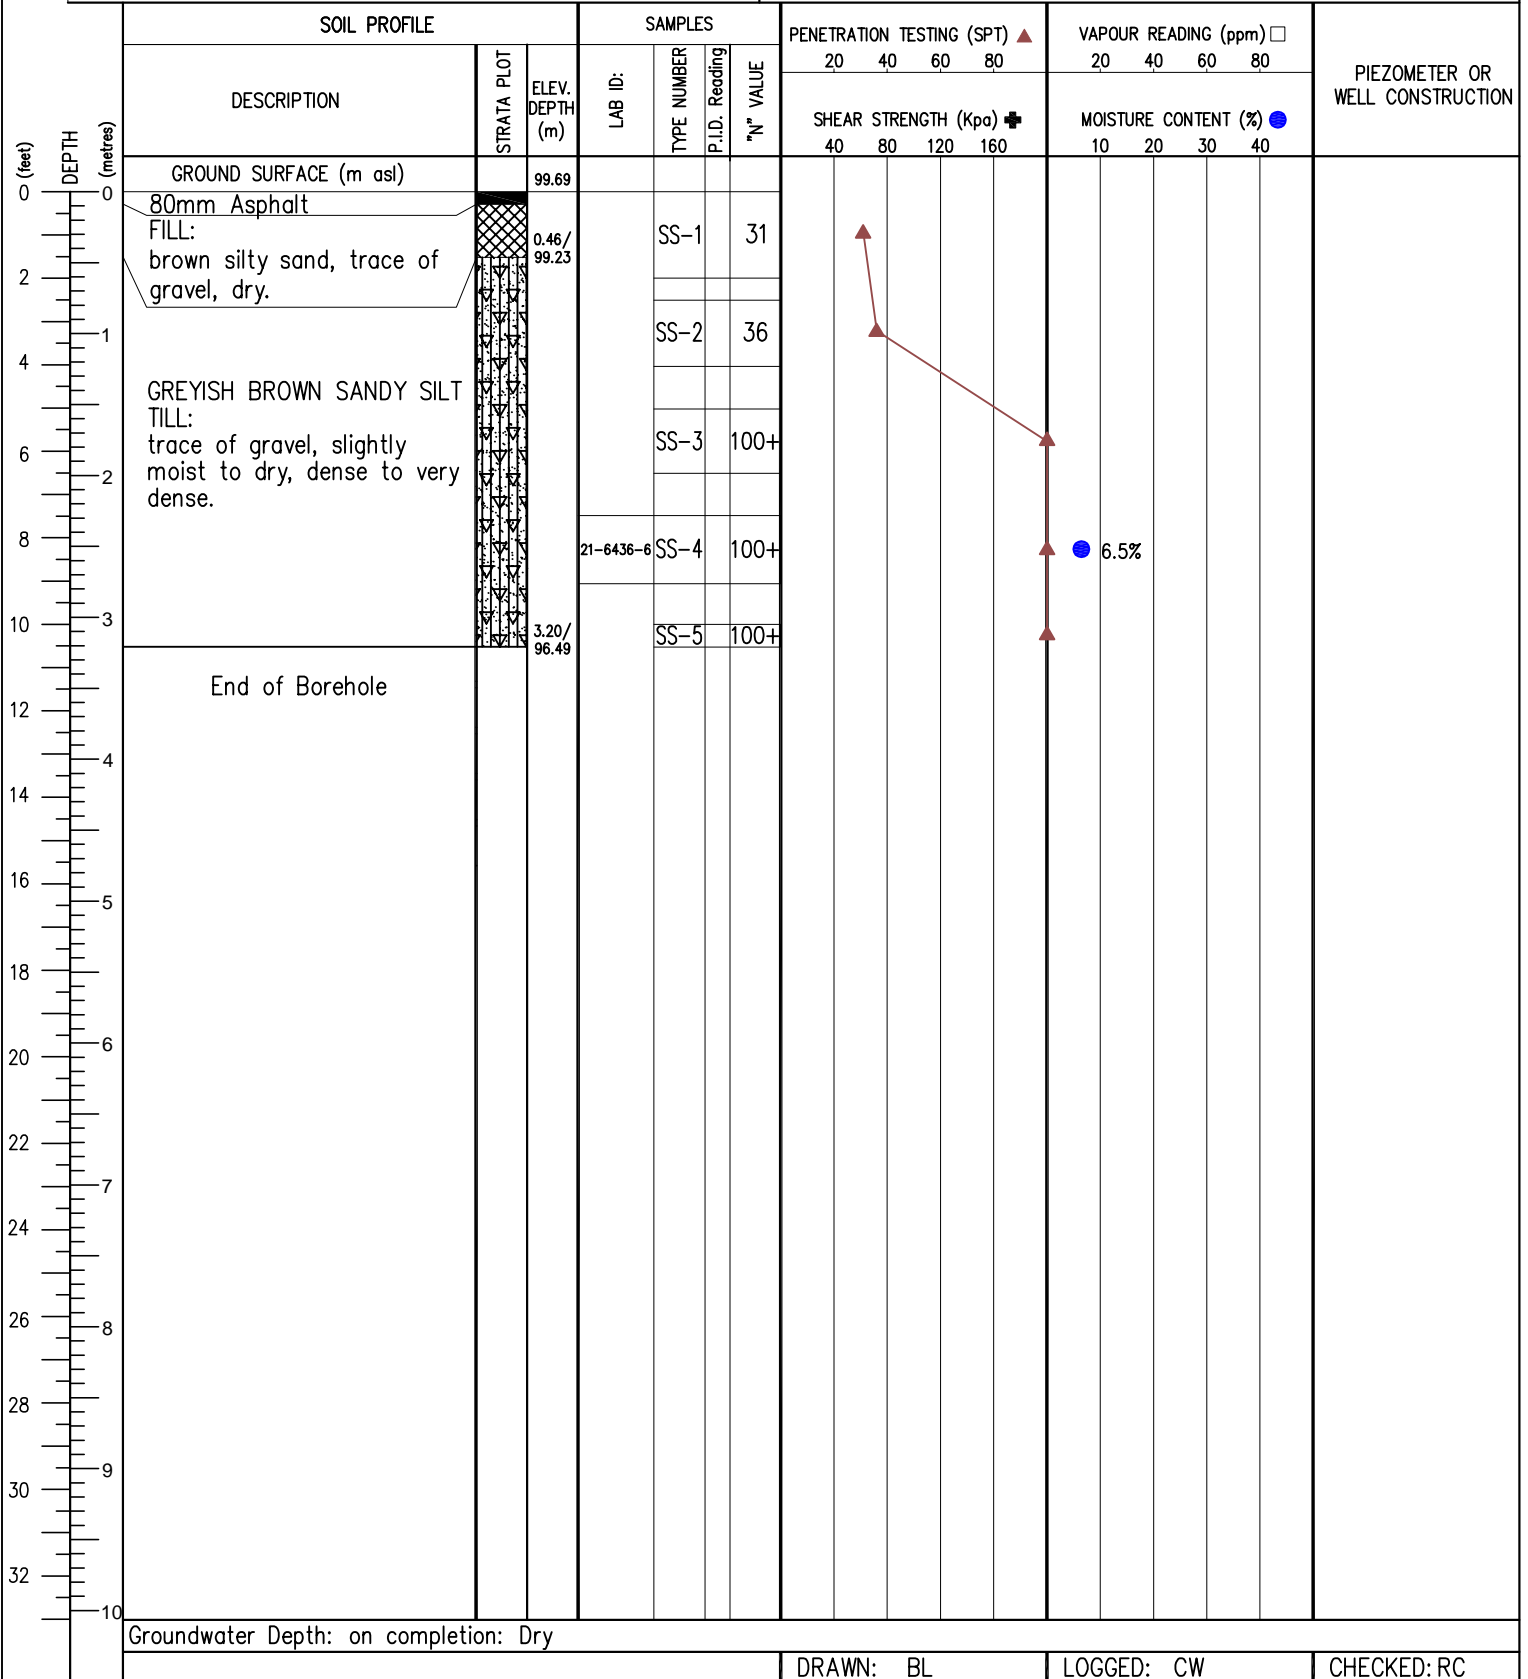 SOIL PROFILE
SAMPLES
PENETRATION TESTING (SPT)
20 40 60 80
SHEAR STRENGTH (Kpa)
40 80 120 160
VAPOUR READING (ppm)
20 40 60 80
MOISTURE CONTENT (%)
10 20 30 40
PIEZOMETER OR
WELL CONSTRUCTION
(feet)
DEPTH
(metres)
DESCRIPTION
STRATA PLOT
ELEV.
DEPTH
(m)
LAB ID:
TYPE NUMBER
P.I.D. Reading
"N" VALUE
GROUND SURFACE (m asl) 99.69
0 0
80mm Asphalt
FILL:
brown silty sand, trace of
gravel, dry.
0.46/
99.23
SS-1 31
2
1
SS-2 36
4
GREYISH BROWN SANDY SILT
TILL:
trace of gravel, slightly
moist to dry, dense to very
dense.
SS-3 100+
6
2
8
21-6436-6 SS-4 100+ 6.5%
10
3
3.20/
96.49
SS-5 100+
End of Borehole
12
4
14
16
5
18
6
20
22
7
24
26
8
28
9
30
32
10
Groundwater Depth: on completion: Dry
DRAWN: BL LOGGED: CW CHECKED: RC